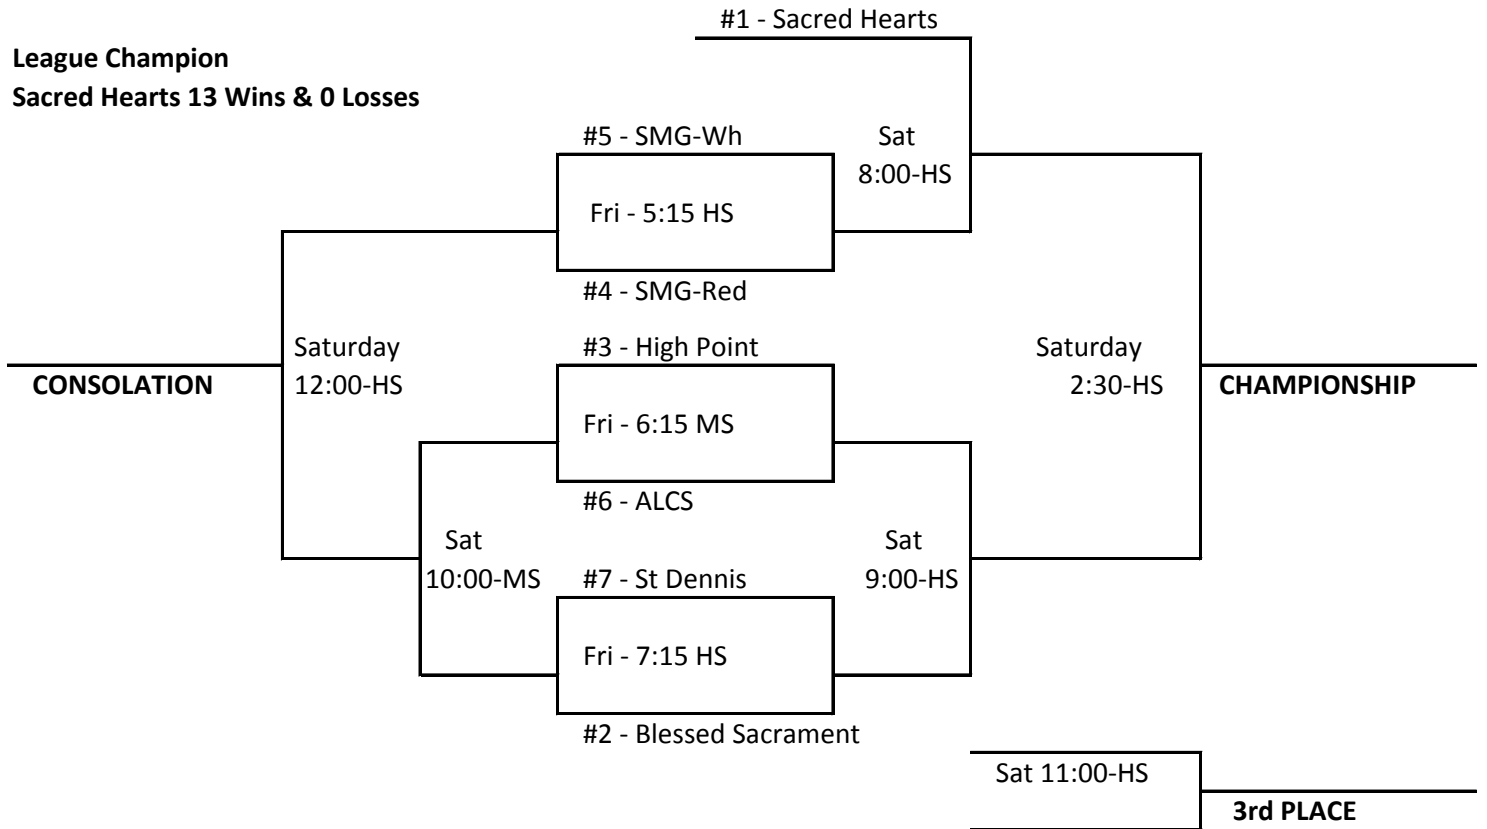 #1 - Sacred Hearts
League Champion
Sacred Hearts 13 Wins & 0 Losses
#5 - SMG-Wh
Sat
8:00-HS
Fri - 5:15 HS
#4 - SMG-Red
Saturday
12:00-HS
#3 - High Point
Saturday
2:30-HS
CONSOLATION
CHAMPIONSHIP
Fri - 6:15 MS
#6 - ALCS
Sat
10:00-MS
Sat
9:00-HS
#7 - St Dennis
Fri - 7:15 HS
#2 - Blessed Sacrament
Sat 11:00-HS
3rd PLACE